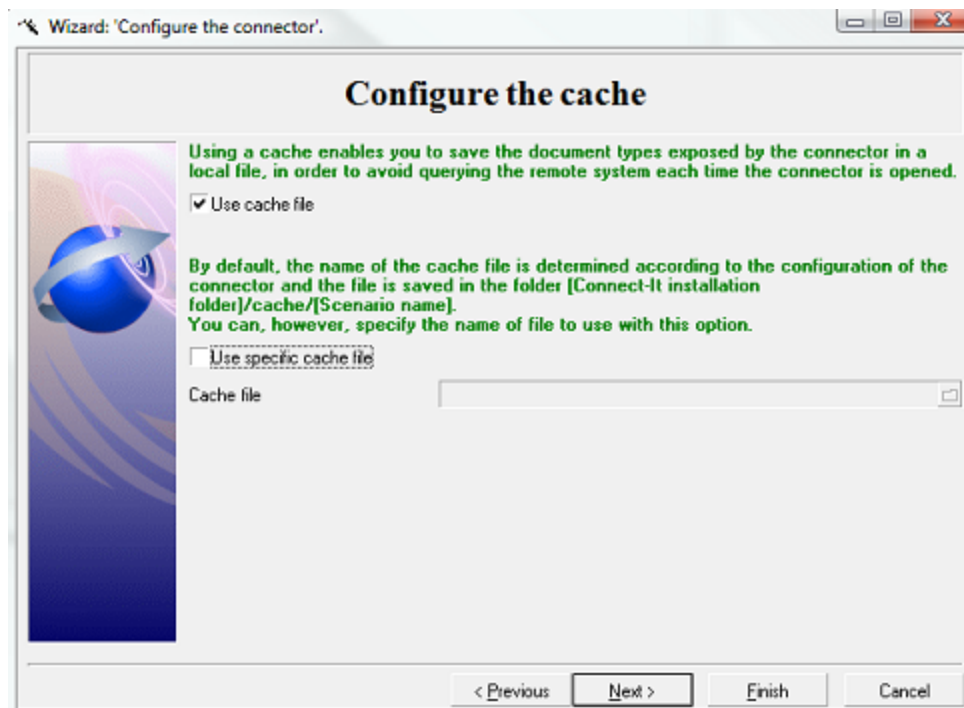 Wizard: 'Configure the connector'.
Configure the cache
Using a cache enables you to save the document types exposed by the connector in a
local file, in order to avoid querying the remote system each time the connector is opened.
Use cache file
By default, the name of the cache file is determined according to the configuration of the
connector and the file is saved in the folder [Connect-It installation
folder]/cache/[Scenario name].
You can, however, specify the name of file to use with this option.
Use specific cache file
Cache file
< Previous Next > Finish Cancel